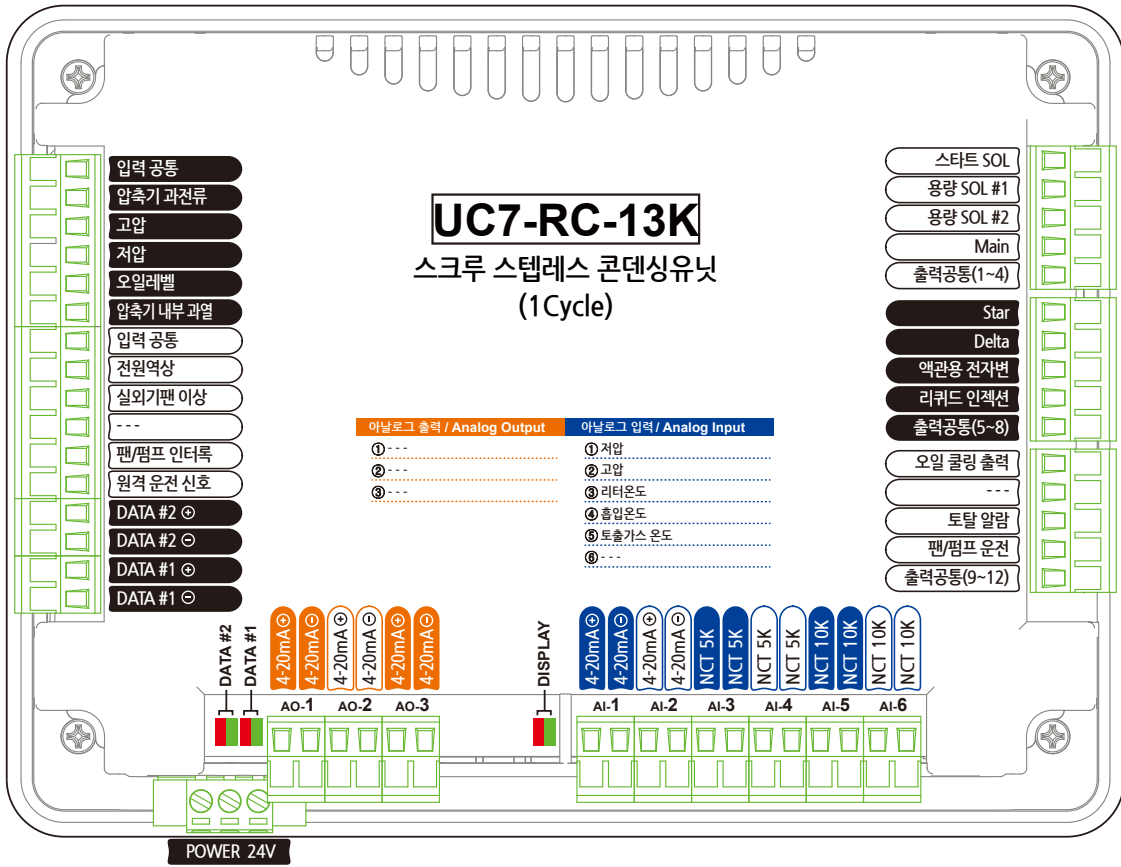 UC7-RC-13K
스크루 스텝레스 콘덴싱유닛
(1Cycle)
입력 공통
압축기 과전류
고압
저압
오일레벨
압축기 내부 과열
입력 공통
전원역상
실외기팬 이상
---
팬/펌프 인터록
원격 운전 신호
DATA #2 ⊕
DATA #2 ⊖
DATA #1 ⊕
DATA #1 ⊖
스타트 SOL
용량 SOL #1
용량 SOL #2
Main
출력공통(1~4)
Star
Delta
액관용 전자변
리퀴드 인젝션
출력공통(5~8)
오일 쿨링 출력
---
토탈 알람
팬/펌프 운전
출력공통(9~12)
아날로그 출력 / Analog Output
① ---
② ---
③ ---
아날로그 입력 / Analog Input
① 저압
② 고압
③ 리터온도
④ 흡입온도
⑤ 토출가스 온도
⑥ ---
DATA #2
DATA #1
4-20mA ⊕
4-20mA ⊖
4-20mA ⊕
4-20mA ⊖
4-20mA ⊕
4-20mA ⊖
DISPLAY
4-20mA ⊕
4-20mA ⊖
4-20mA ⊕
4-20mA ⊖
NCT 5K
NCT 5K
NCT 5K
NCT 5K
NCT 10K
NCT 10K
NCT 10K
NCT 10K
AO-1
AO-2
AO-3
AI-1
AI-2
AI-3
AI-4
AI-5
AI-6
POWER 24V